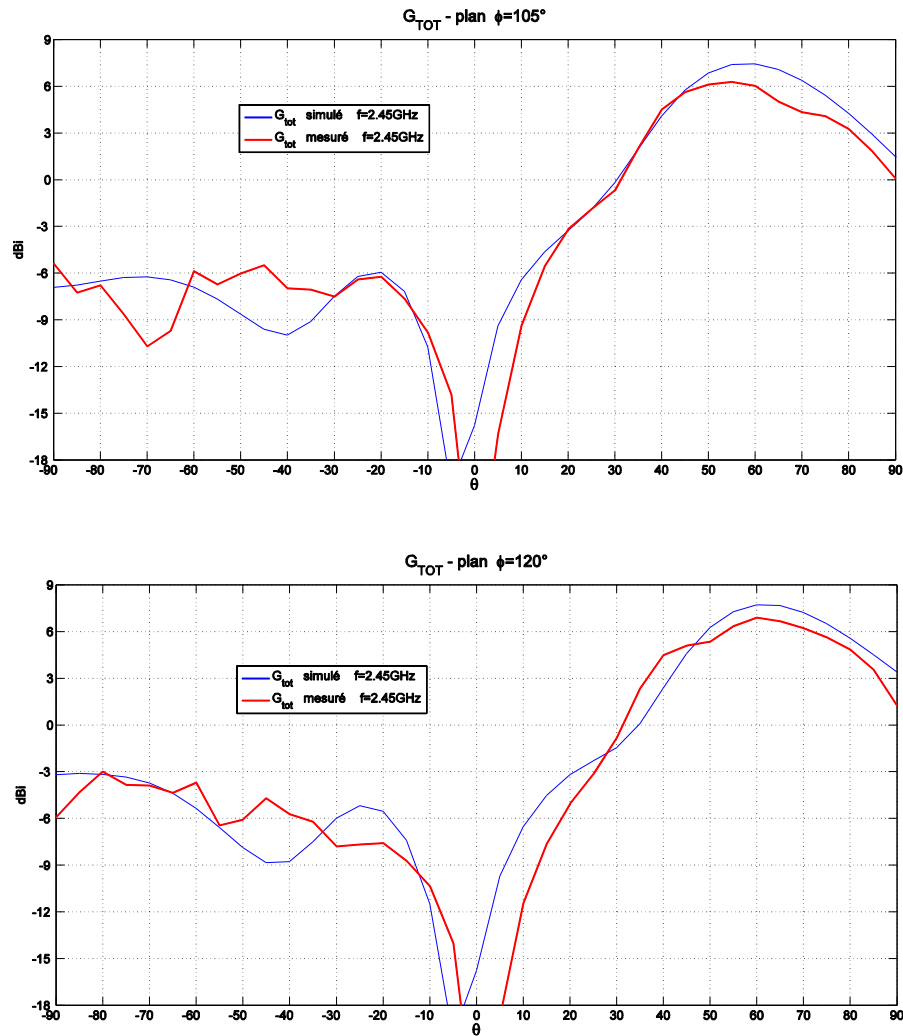 G_TOT - plan ϕ=105°
9
6
3
0
-3
-6
-9
-12
-15
-18
dBi
G_tot simulé f=2.45GHz
G_tot mesuré f=2.45GHz
-90 -80 -70 -60 -50 -40 -30 -20 -10 0 10 20 30 40 50 60 70 80 90
θ
G_TOT - plan ϕ=120°
9
6
3
0
-3
-6
-9
-12
-15
-18
dBi
G_tot simulé f=2.45GHz
G_tot mesuré f=2.45GHz
-90 -80 -70 -60 -50 -40 -30 -20 -10 0 10 20 30 40 50 60 70 80 90
θ